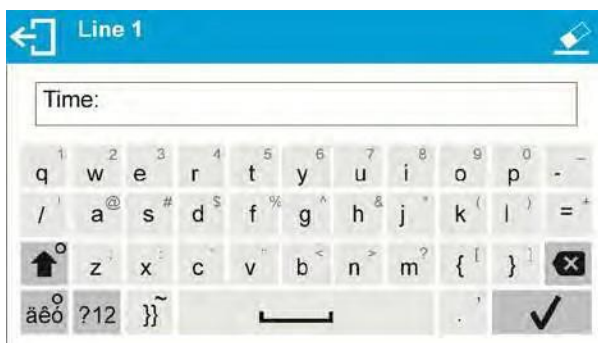 Line 1
Time:
q 1 w 2 e 3 r 4 t 5 y 6 u 7 i 8 o 9 p 0 - _
/ a @ s # d $ f % g ^ h & j * k ( l ) = +
z x : c v " b < n > m ? { [ } ]
äêó ?12 }} ~ . '